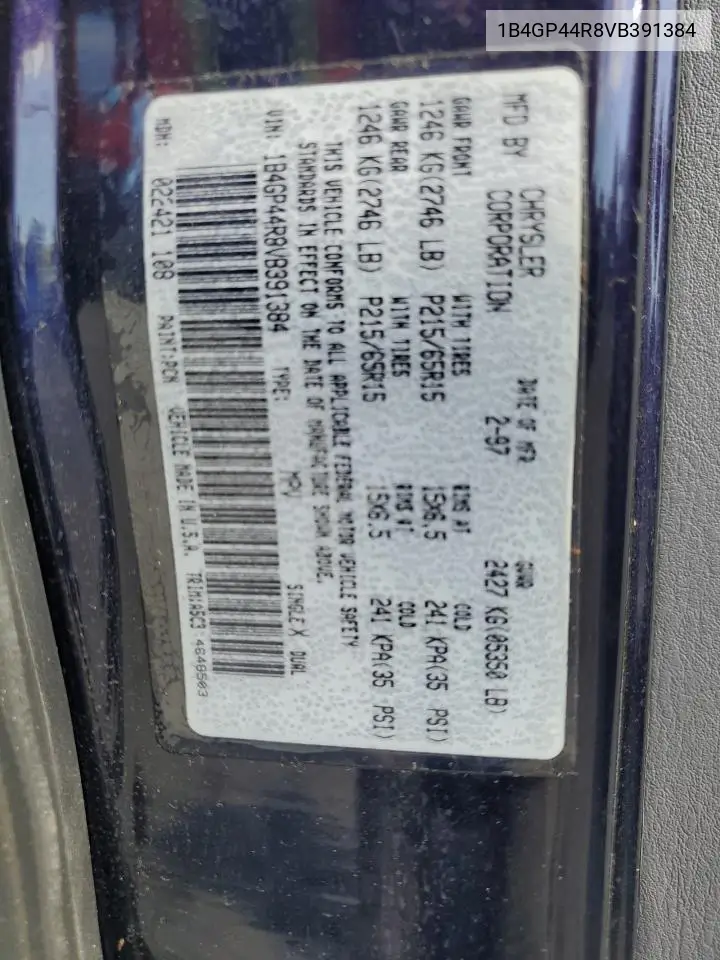 1B4GP44R8VB391384
MFD BY CHRYSLER CORPORATION DATE OF MFR 2-97 GVWR 2427 KG(05350 LB)
GAWR FRONT WITH TIRES RIMS AT COLD
1246 KG(2746 LB) P215/65R15 15X6.5 241 KPA(35 PSI)
GAWR REAR WITH TIRES RIMS AT COLD
1246 KG(2746 LB) P215/65R15 15X6.5 241 KPA(35 PSI)
THIS VEHICLE CONFORMS TO ALL APPLICABLE FEDERAL MOTOR VEHICLE SAFETY
STANDARDS IN EFFECT ON THE DATE OF MANUFACTURE SHOWN ABOVE.
VIN: 1B4GP44R8VB391384 TYPE: MPV SINGLE X DUAL
MDH: 022421 108 PAINT:PCN VEHICLE MADE IN U.S.A. TRIM:A5C3 4648503